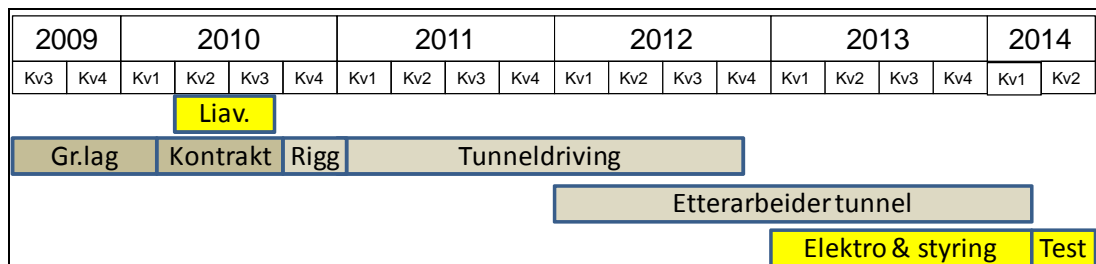 2009 2010 2011 2012 2013 2014
Kv3 Kv4 Kv1 Kv2 Kv3 Kv4 Kv1 Kv2 Kv3 Kv4 Kv1 Kv2 Kv3 Kv4 Kv1 Kv2 Kv3 Kv4 Kv1 Kv2
Liav.
Gr.lag Kontrakt Rigg Tunneldriving
Etterarbeider tunnel
Elektro & styring Test